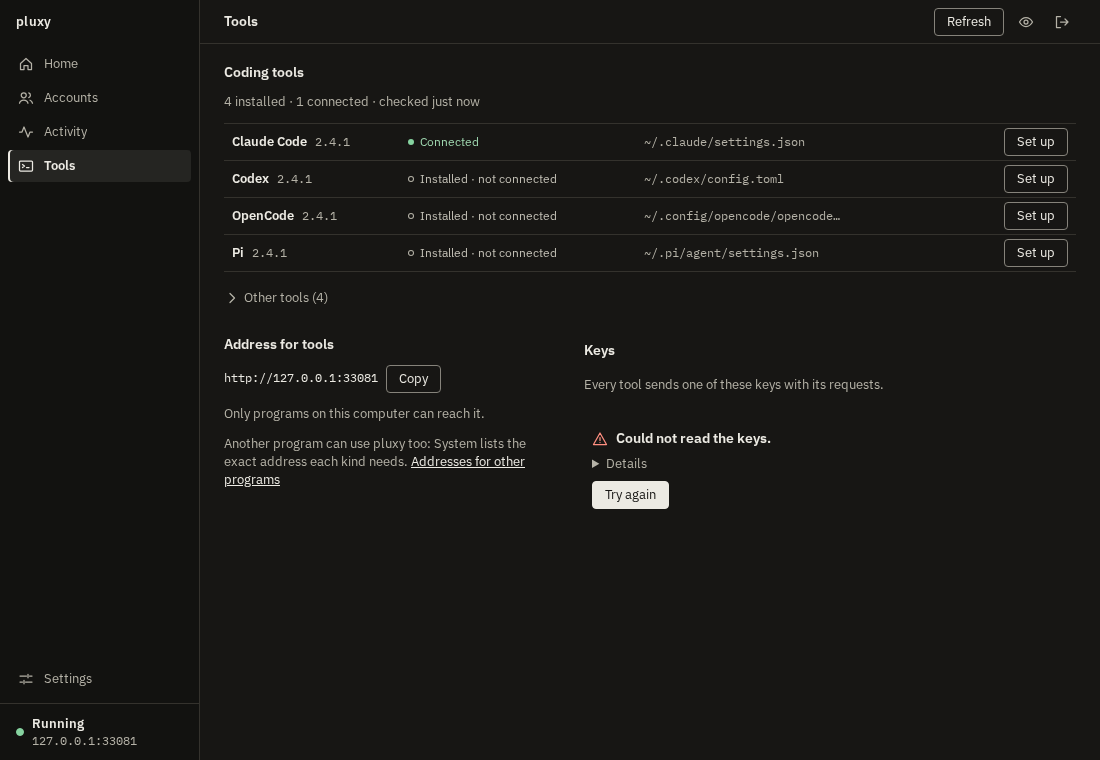 pluxy
Home
Accounts
Activity
Tools
Settings
Running
127.0.0.1:33081
Tools
Refresh
Coding tools
4 installed · 1 connected · checked just now
Claude Code 2.4.1 Connected ~/.claude/settings.json Set up
Codex 2.4.1 Installed · not connected ~/.codex/config.toml Set up
OpenCode 2.4.1 Installed · not connected ~/.config/opencode/opencode… Set up
Pi 2.4.1 Installed · not connected ~/.pi/agent/settings.json Set up
Other tools (4)
Address for tools
http://127.0.0.1:33081 Copy
Only programs on this computer can reach it.
Another program can use pluxy too: System lists the
exact address each kind needs. Addresses for other
programs
Keys
Every tool sends one of these keys with its requests.
Could not read the keys.
Details
Try again